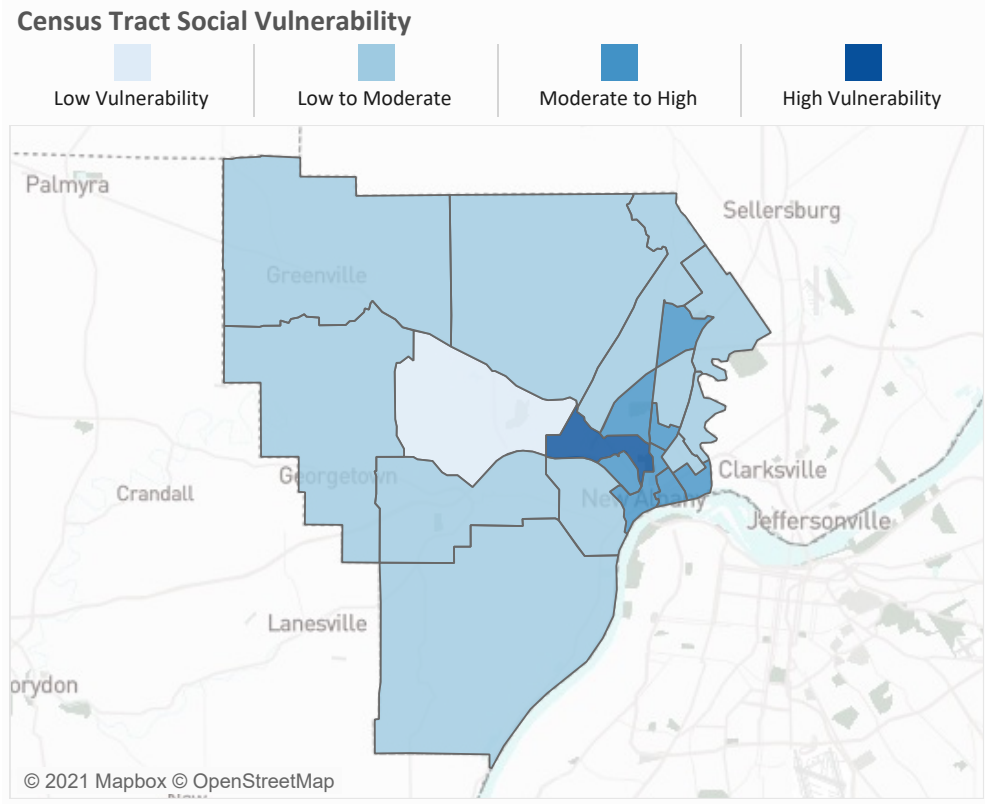 Census Tract Social Vulnerability
Low Vulnerability
Low to Moderate
Moderate to High
High Vulnerability
Palmyra
Sellersburg
Greenville
Georgetown
Clarksville
Crandall
New Albany
Jeffersonville
Lanesville
orydon
© 2021 Mapbox © OpenStreetMap